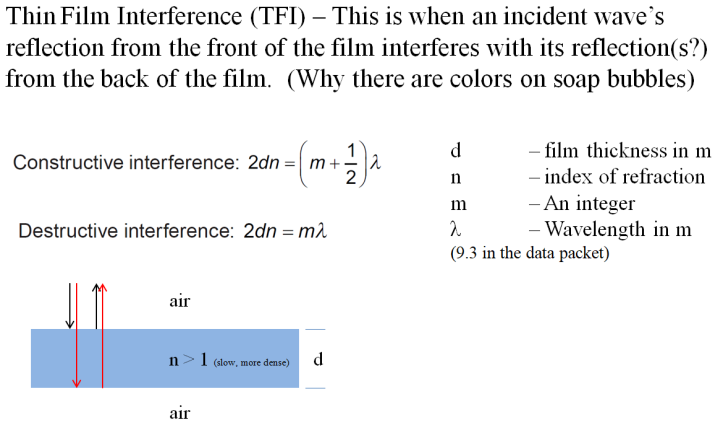 Thin Film Interference (TFI) – This is when an incident wave's
reflection from the front of the film interferes with its reflection(s?)
from the back of the film.  (Why there are colors on soap bubbles)
Constructive interference: 2dn = (m + 1/2) λ
Destructive interference: 2dn = mλ
d – film thickness in m
n – index of refraction
m – An integer
λ – Wavelength in m
(9.3 in the data packet)
air
n > 1 (slow, more dense) d
air